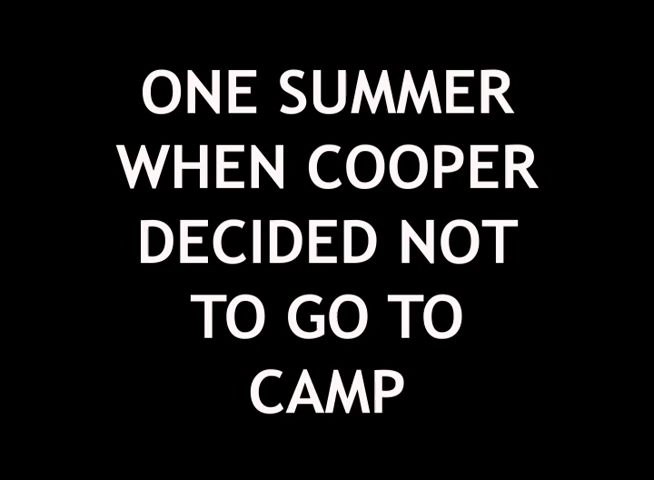 ONE SUMMER
WHEN COOPER
DECIDED NOT
TO GO TO
CAMP